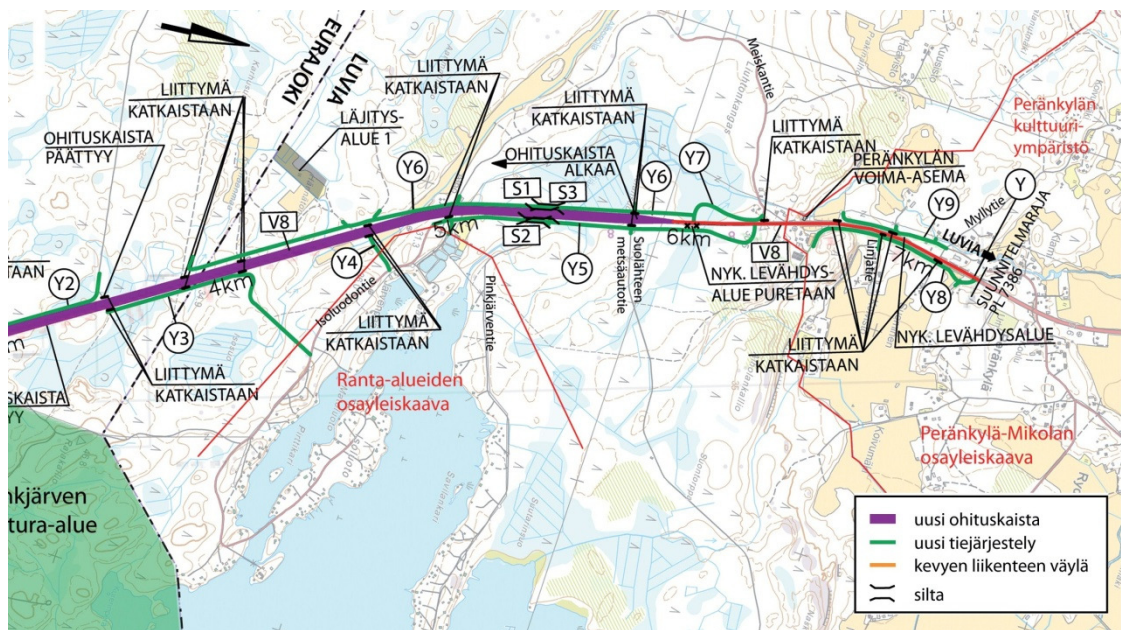 EURAJOKI
LUVIA
LIITTYMÄ
KATKAISTAAN
OHITUSKAISTA
PÄÄTTYY
LÄJITYS-
ALUE 1
LIITTYMÄ
KATKAISTAAN
LIITTYMÄ
KATKAISTAAN
OHITUSKAISTA
ALKAA
Meiskantie
Liuhtonkangas
LIITTYMÄ
KATKAISTAAN
PERÄNKYLÄN
VOIMA-ASEMA
Peränkylän
kulttuuri-
ympäristö
Y6
S1
S3
S2
Y6
Y7
Y9
Myllytie
Y
LUVIA
SUUNNITELMARAJA
PL 7386
V8
Y4
5km
Y5
6km
V8
Linjatie
7km
Y8
TAAN
Y2
4km
Y3
Isoluodontie
Pinkjärventie
Suolähteen
metsäautotie
NYK. LEVÄHDYS-
ALUE PURETAAN
LIITTYMÄ
KATKAISTAAN
NYK. LEVÄHDYSALUE
LIITTYMÄ
KATKAISTAAN
m
SKAISTA
YY
LIITTYMÄ
KATKAISTAAN
Ranta-alueiden
osayleiskaava
Peränkylä-Mikolan
osayleiskaava
nkjärven
tura-alue
uusi ohituskaista
uusi tiejärjestely
kevyen liikenteen väylä
silta